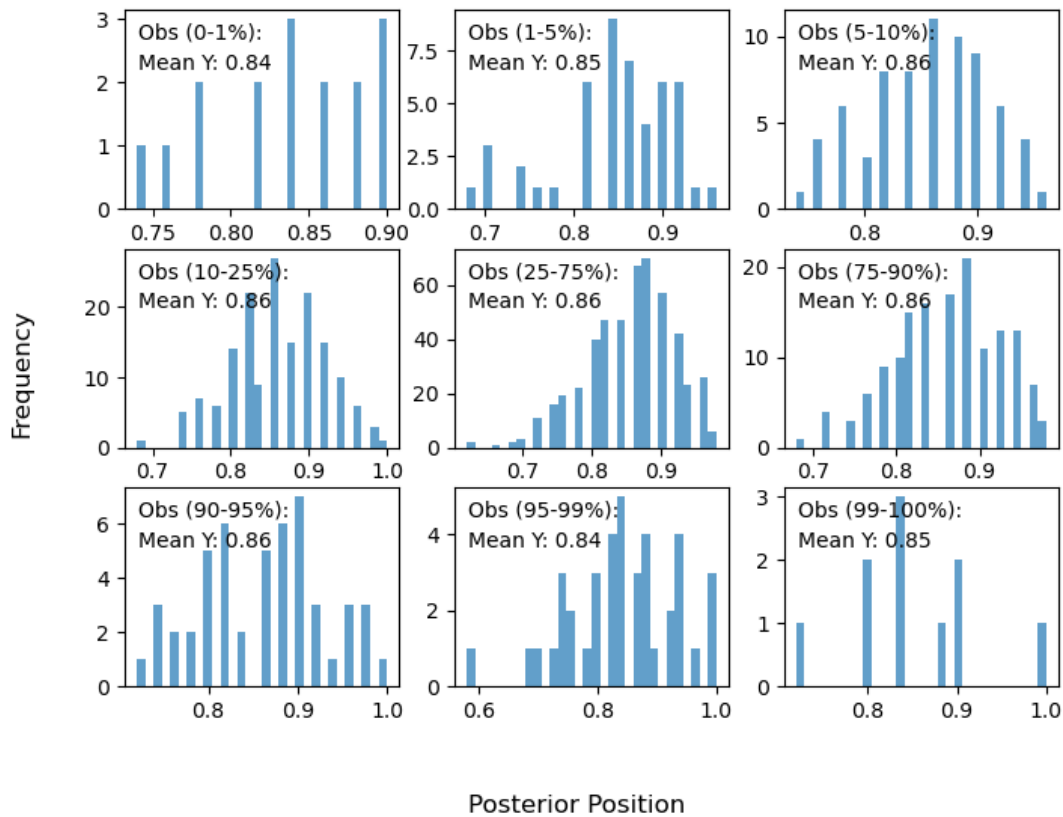 Obs (0-1%):
Mean Y: 0.84
3
2
1
0
0.75 0.80 0.85 0.90
Obs (1-5%):
Mean Y: 0.85
7.5
5.0
2.5
0.0
0.7 0.8 0.9
Obs (5-10%):
Mean Y: 0.86
10
5
0
0.8 0.9
Obs (10-25%):
Mean Y: 0.86
20
10
0
0.7 0.8 0.9 1.0
Obs (25-75%):
Mean Y: 0.86
60
40
20
0
0.7 0.8 0.9
Obs (75-90%):
Mean Y: 0.86
20
10
0
0.7 0.8 0.9
Obs (90-95%):
Mean Y: 0.86
6
4
2
0
0.8 0.9 1.0
Obs (95-99%):
Mean Y: 0.84
4
2
0
0.6 0.8 1.0
Obs (99-100%):
Mean Y: 0.85
3
2
1
0
0.8 0.9 1.0
Frequency
Posterior Position